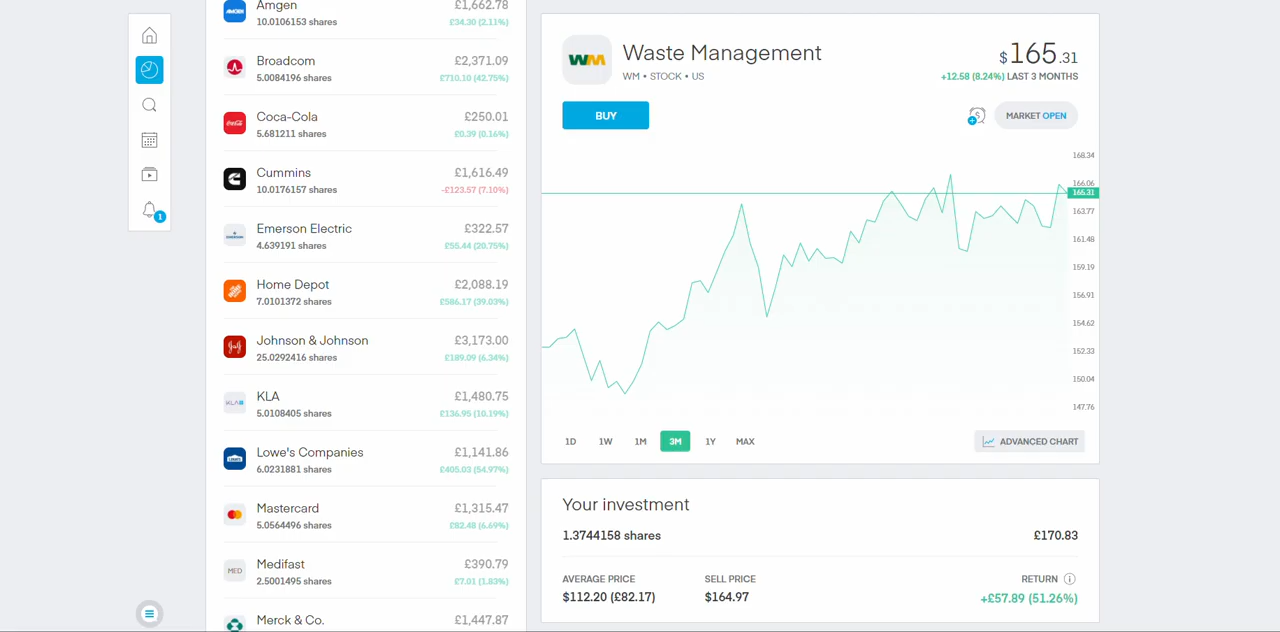 AMGEN
Amgen
£1,662.78
10.0106153 shares
£34.30 (2.11%)
Broadcom
£2,371.09
5.0084196 shares
£710.10 (42.75%)
Coca-Cola
£250.01
5.681211 shares
£0.39 (0.16%)
Cummins
£1,616.49
10.0176157 shares
-£123.57 (7.10%)
Emerson Electric
£322.57
4.639191 shares
£55.44 (20.75%)
Home Depot
£2,088.19
7.0101372 shares
£586.17 (39.03%)
Johnson & Johnson
£3,173.00
25.0292416 shares
£189.09 (6.34%)
KLA
KLA
£1,480.75
5.0108405 shares
£136.95 (10.19%)
Lowe's Companies
£1,141.86
6.0231881 shares
£405.03 (54.97%)
Mastercard
£1,315.47
5.0564496 shares
£82.48 (6.69%)
MED
Medifast
£390.79
2.5001495 shares
£7.01 (1.83%)
Merck & Co.
£1,447.87
1
WM
Waste Management
$165.31
WM • STOCK • US
+12.58 (8.24%) LAST 3 MONTHS
BUY
MARKET OPEN
168.34
166.06
165.31
163.77
161.48
159.19
156.91
154.62
152.33
150.04
147.76
1D 1W 1M 3M 1Y MAX
ADVANCED CHART
Your investment
1.3744158 shares
£170.83
AVERAGE PRICE
SELL PRICE
RETURN
$112.20 (£82.17)
$164.97
+£57.89 (51.26%)